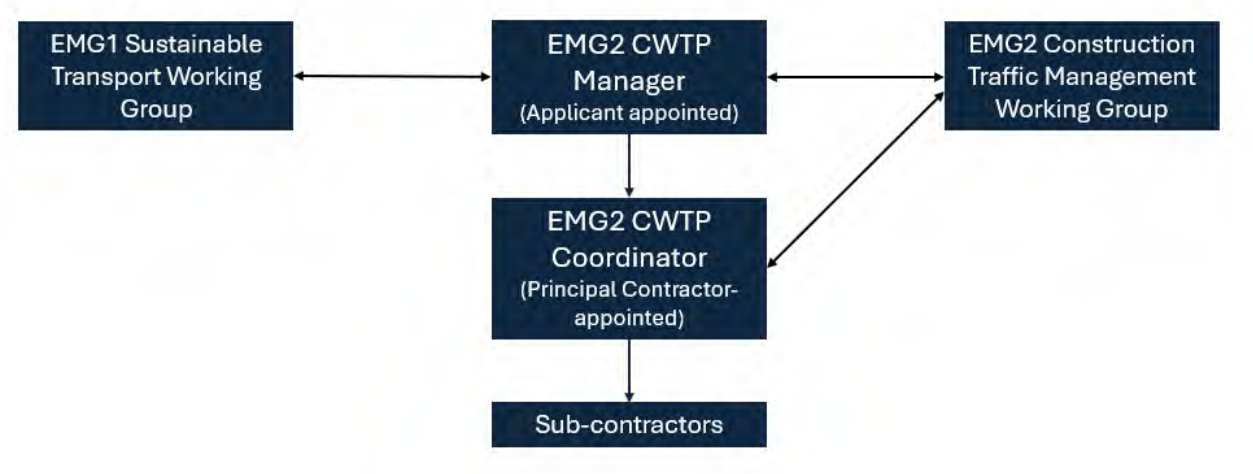 EMG1 Sustainable
Transport Working
Group
EMG2 CWTP
Manager
(Applicant appointed)
EMG2 Construction
Traffic Management
Working Group
EMG2 CWTP
Coordinator
(Principal Contractor-
appointed)
Sub-contractors